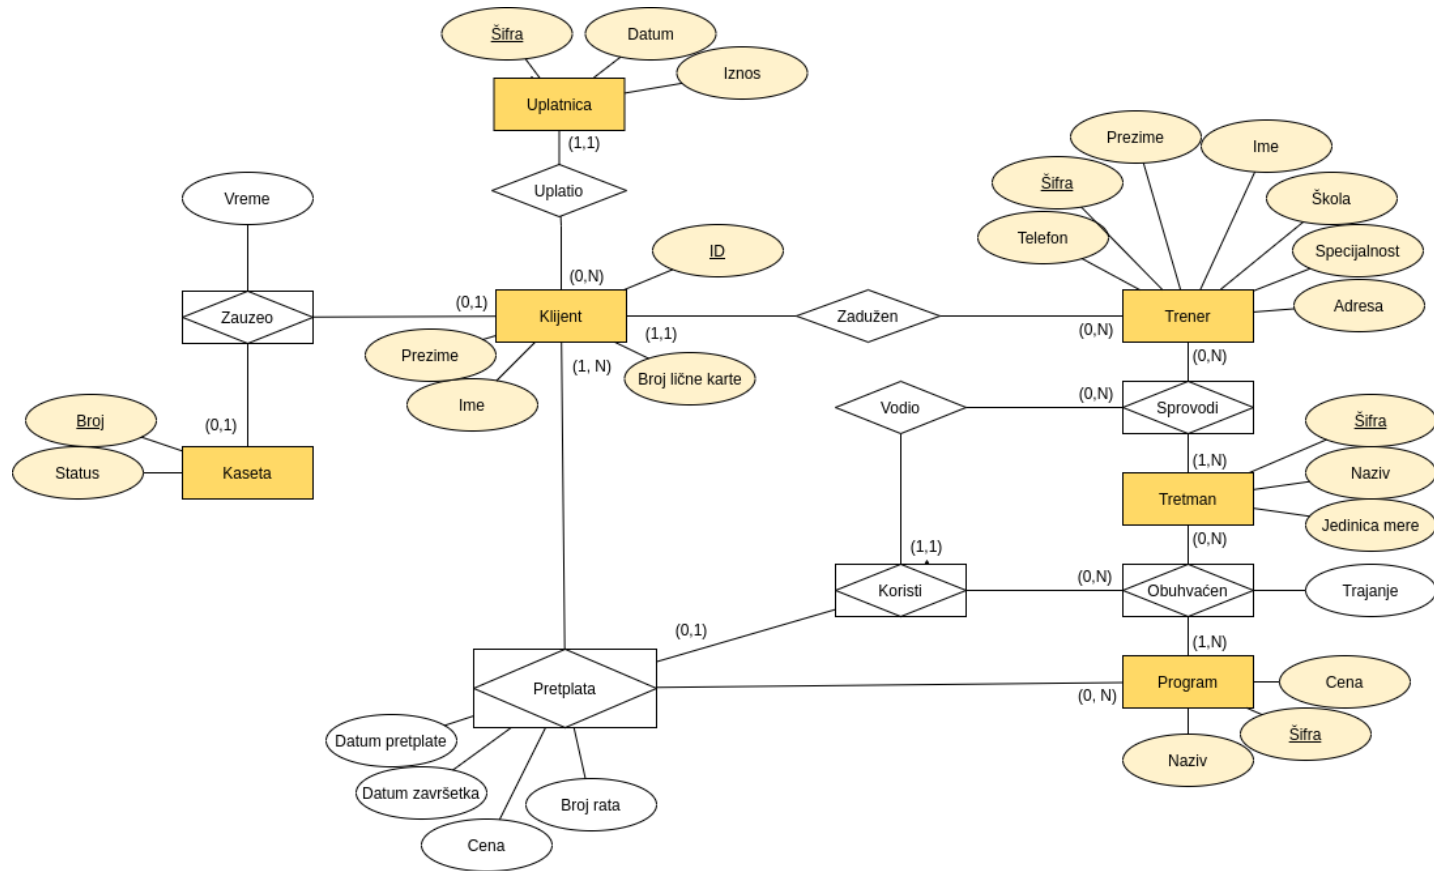 Šifra
Datum
Iznos
Uplatnica
(1,1)
Uplatio
(0,N)
Vreme
Zauzeo
(0,1)
Klijent
ID
Prezime
Ime
(1, N)
(1,1)
Broj lične karte
Zadužen
(0,N)
Trener
Prezime
Ime
Šifra
Škola
Telefon
Specijalnost
Adresa
(0,N)
Vodio
(0,N)
Sprovodi
(0,1)
Broj
Status
Kaseta
(1,N)
Šifra
Naziv
Tretman
Jedinica mere
(0,N)
(1,1)
Koristi
(0,N)
Obuhvaćen
Trajanje
(0,1)
(1,N)
Pretplata
(0, N)
Program
Cena
Šifra
Naziv
Datum pretplate
Datum završetka
Broj rata
Cena